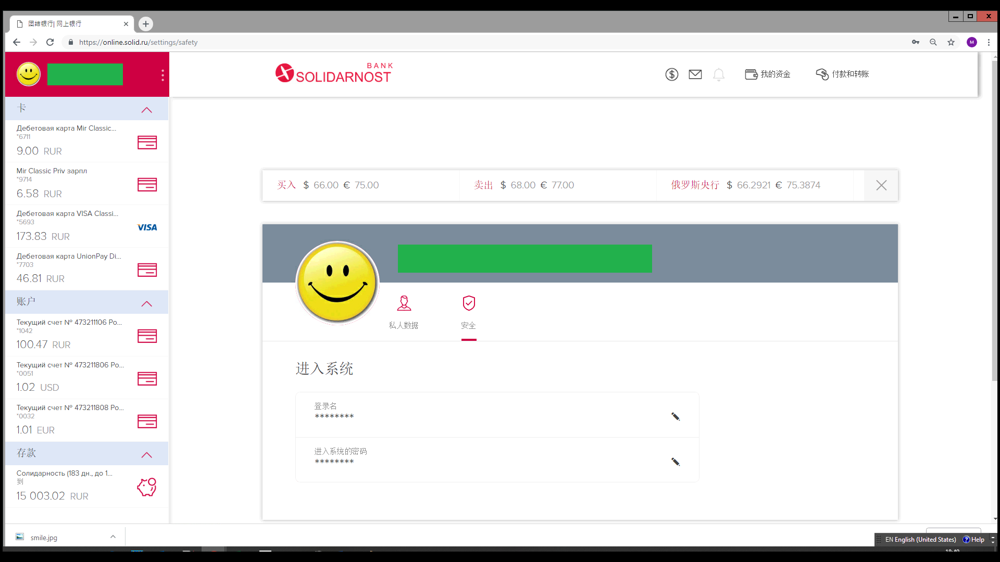 团结银行| 网上银行
https://online.solid.ru/settings/safety
M
BANK
SOLIDARNOST
我的资金
付款和转账
卡
Дебетовая карта Mir Classic...
*6711
9.00 RUR
Mir Classic Priv зарпл
*9714
6.58 RUR
Дебетовая карта VISA Classi...
*5693
173.83 RUR
VISA
Дебетовая карта UnionPay Di...
*7703
46.81 RUR
账户
Текущий счет № 473211106 Ро...
*1042
100.47 RUR
Текущий счет № 473211806 Ро...
*0051
1.02 USD
Текущий счет № 473211808 Ро...
*0032
1.01 EUR
存款
Солидарность (183 дн., до 1...
到
15 003.02 RUR
买入 $ 66.00 € 75.00
卖出 $ 68.00 € 77.00
俄罗斯央行 $ 66.2921 € 75.3874
私人数据
安全
进入系统
登录名
********
进入系统的密码
********
smile.jpg
EN English (United States)
Help